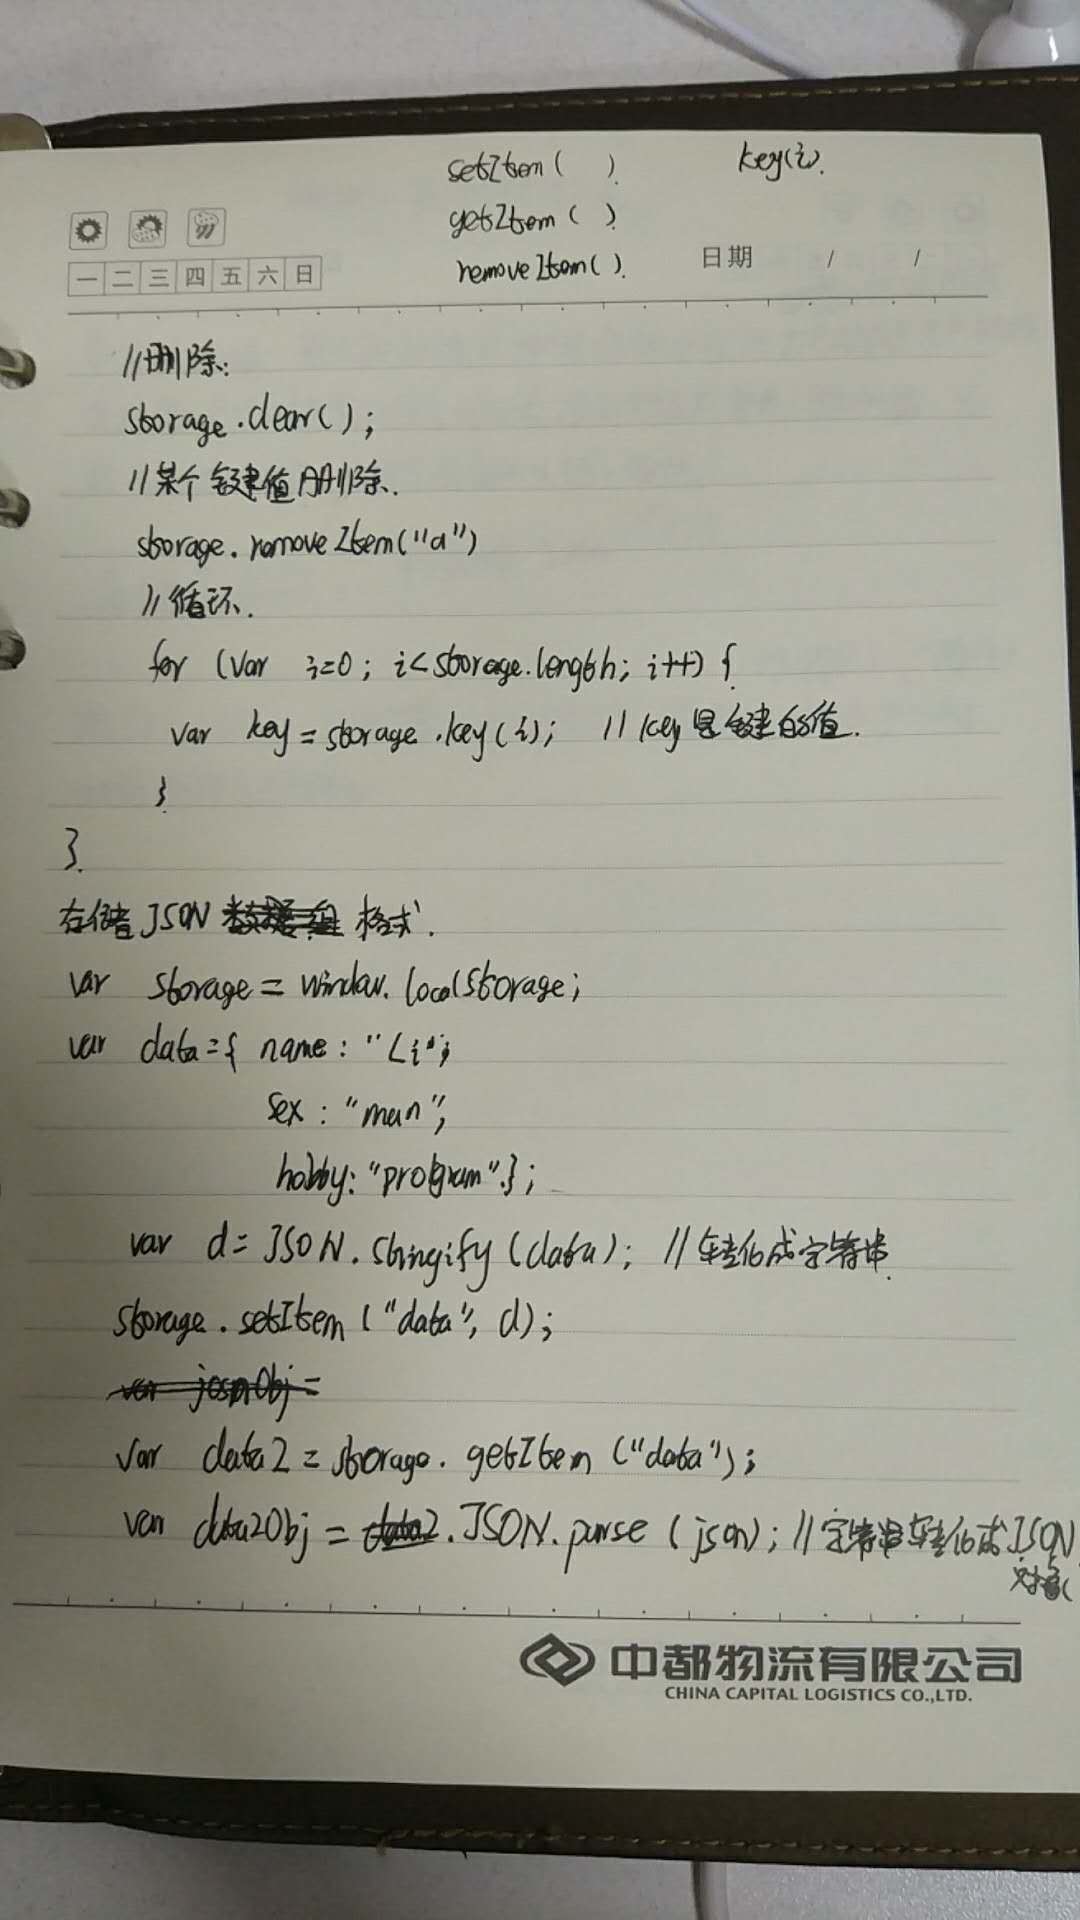 setItem( ). key(i).
getItem( ).
removeItem( ).
日期 / /
一 二 三 四 五 六 日
//删除:
storage.clear();
//某个键值删除.
storage.removeItem("a")
//循环.
for (var i=0; i<storage.length; i++) {
var key=storage.key(i); //key是键的值.
}
}.
存储JSON 格式.
var storage=window.localStorage;
var data={ name: "Li",
sex: "man",
hobby: "program".};
var d=JSON.stringify(data); //转化成字符串
storage.setItem("data", d);
var josnObj=
var data2=storage.getItem("data");
var data2Obj=data2.JSON.parse(json); //字符串转化成JSON
对象(
中都物流有限公司
CHINA CAPITAL LOGISTICS CO.,LTD.